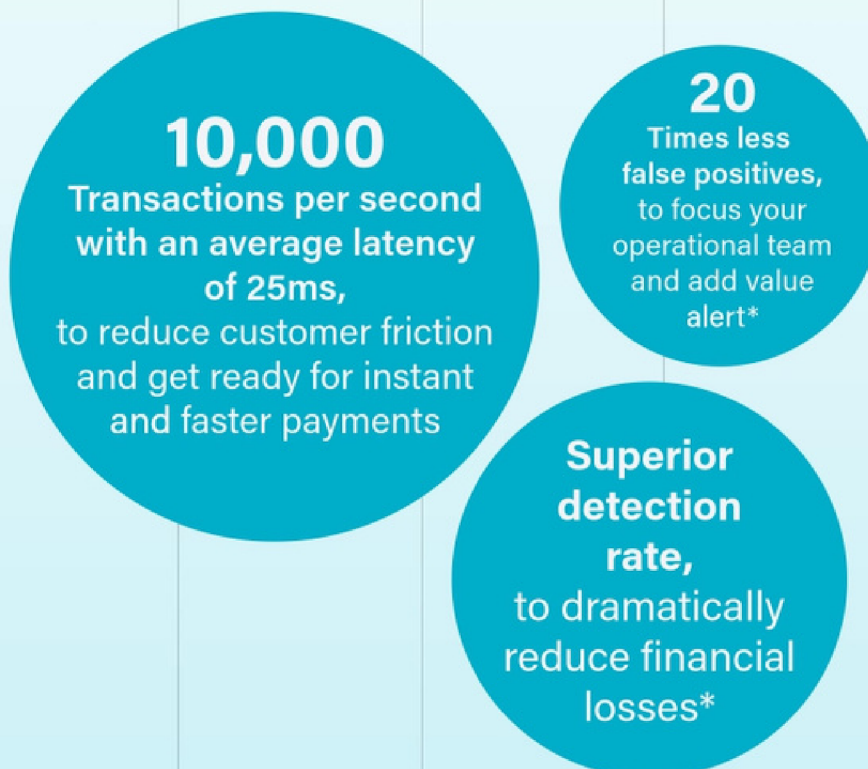 10,000
Transactions per second
with an average latency
of 25ms,
to reduce customer friction
and get ready for instant
and faster payments
20
Times less
false positives,
to focus your
operational team
and add value
alert*
Superior
detection
rate,
to dramatically
reduce financial
losses*